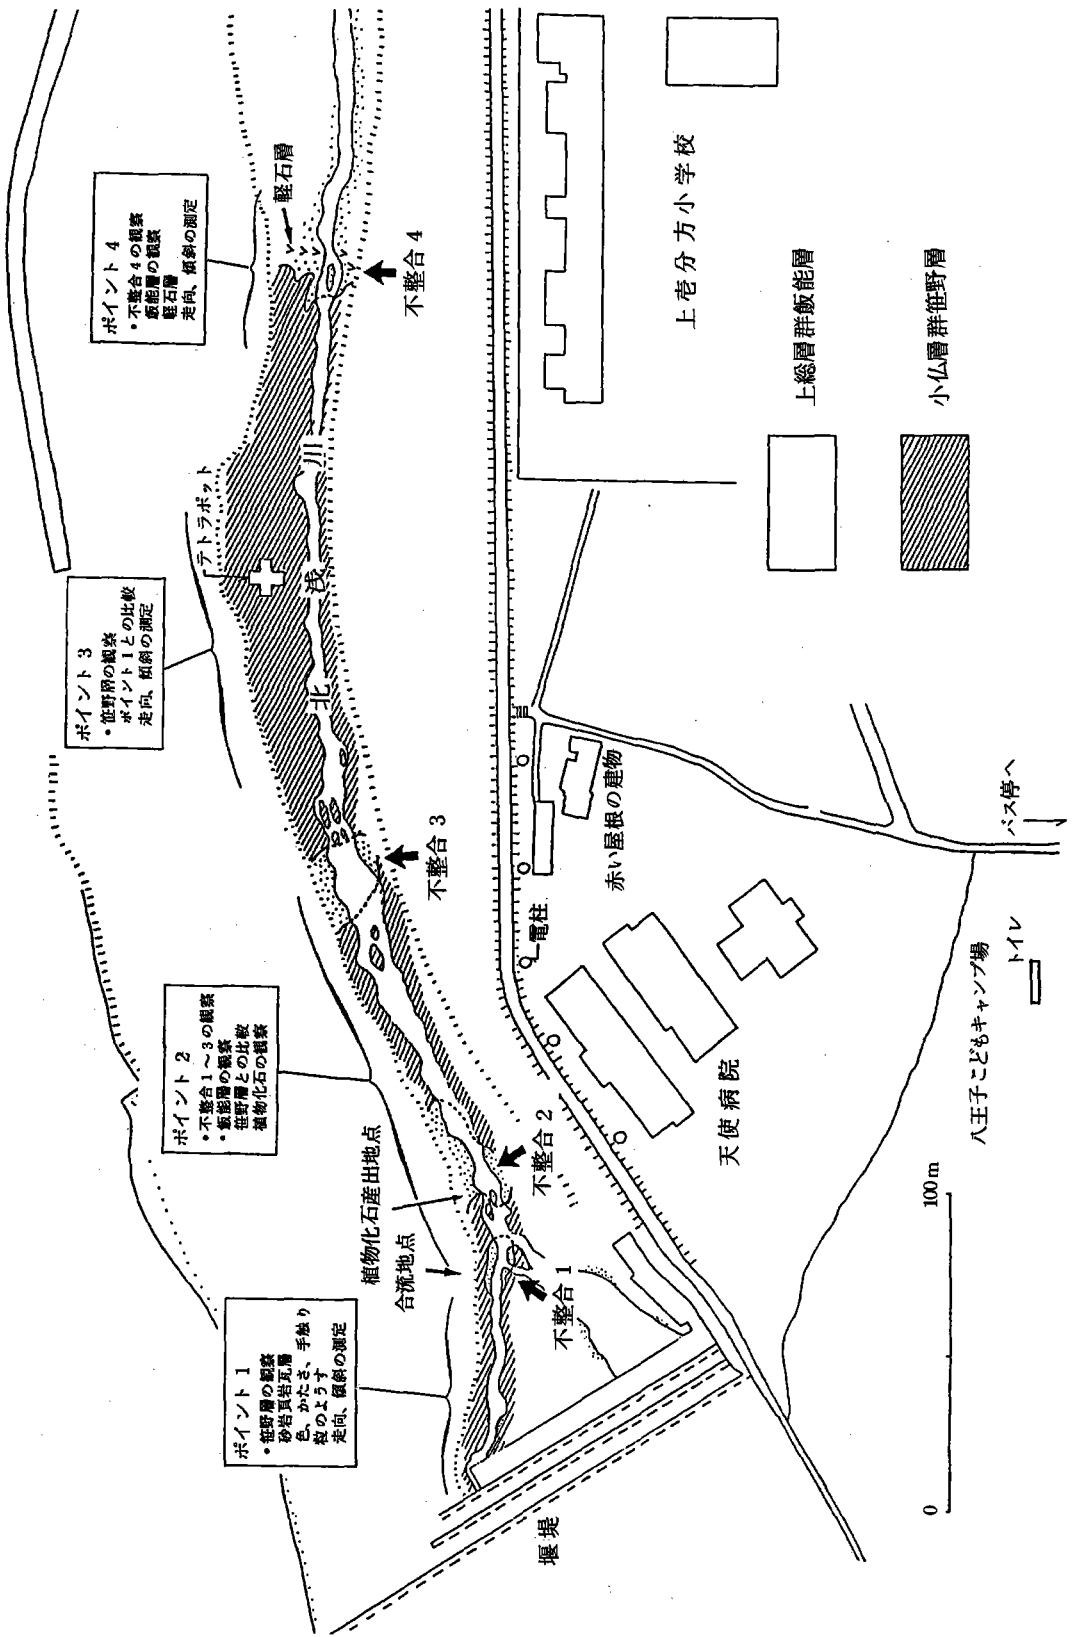 ポイント 1
• 笹野層の観察
砂岩頁岩互層
色、かたさ、手触り
粒のようす
走向、傾斜の測定
ポイント 2
• 不整合1~3の観察
• 飯能層の観察
笹野層との比較
植物化石の観察
ポイント 3
• 笹野層の観察
ポイント1との比較
走向、傾斜の測定
ポイント 4
• 不整合4の観察
飯能層の観察
軽石層
走向、傾斜の測定
テトラポット
軽石層
植物化石産出地点
合流地点
北浅川
不整合 1
不整合 2
不整合 3
不整合 4
堰堤
電柱
赤い屋根の建物
天使病院
上壱分方小学校
八王子こどもキャンプ場
トイレ
バス停へ
上総層群飯能層
小仏層群笹野層
0
100m